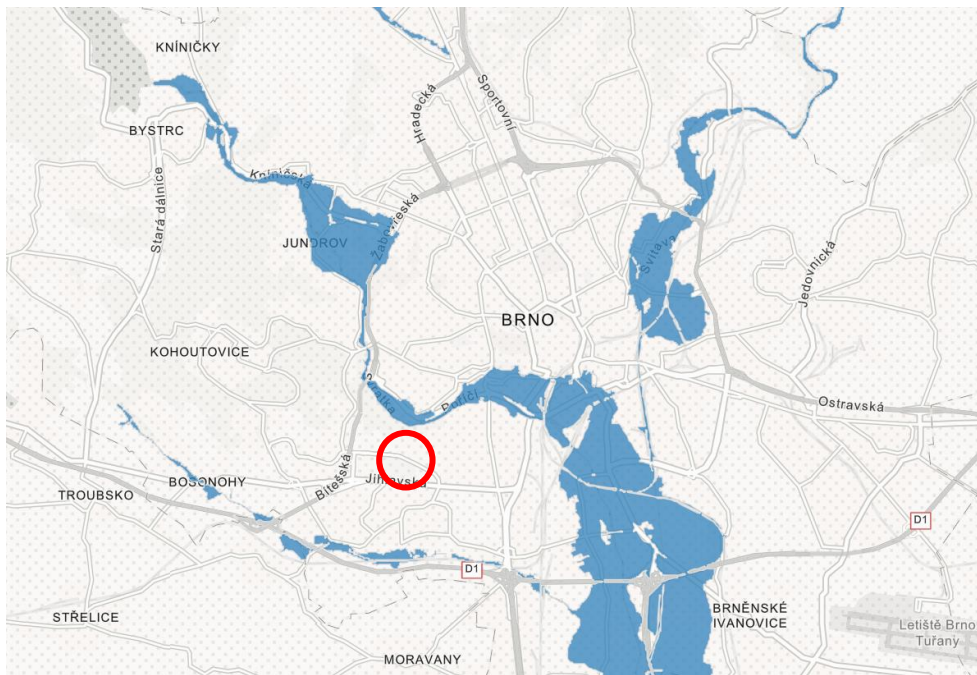 KNÍNIČKY
Hradecká
Sportovní
BYSTRC
Kníničská
Stará dálnice
JUNDROV
Žabovřeská
Svitava
Jedovnická
BRNO
KOHOUTOVICE
Svratka
Poříčí
Ostravská
Bítešská
Jihlavská
BOSONOHY
TROUBSKO
D1
D1
STŘELICE
BRNĚNSKÉ
IVANOVICE
Letiště Brno
Tuřany
MORAVANY